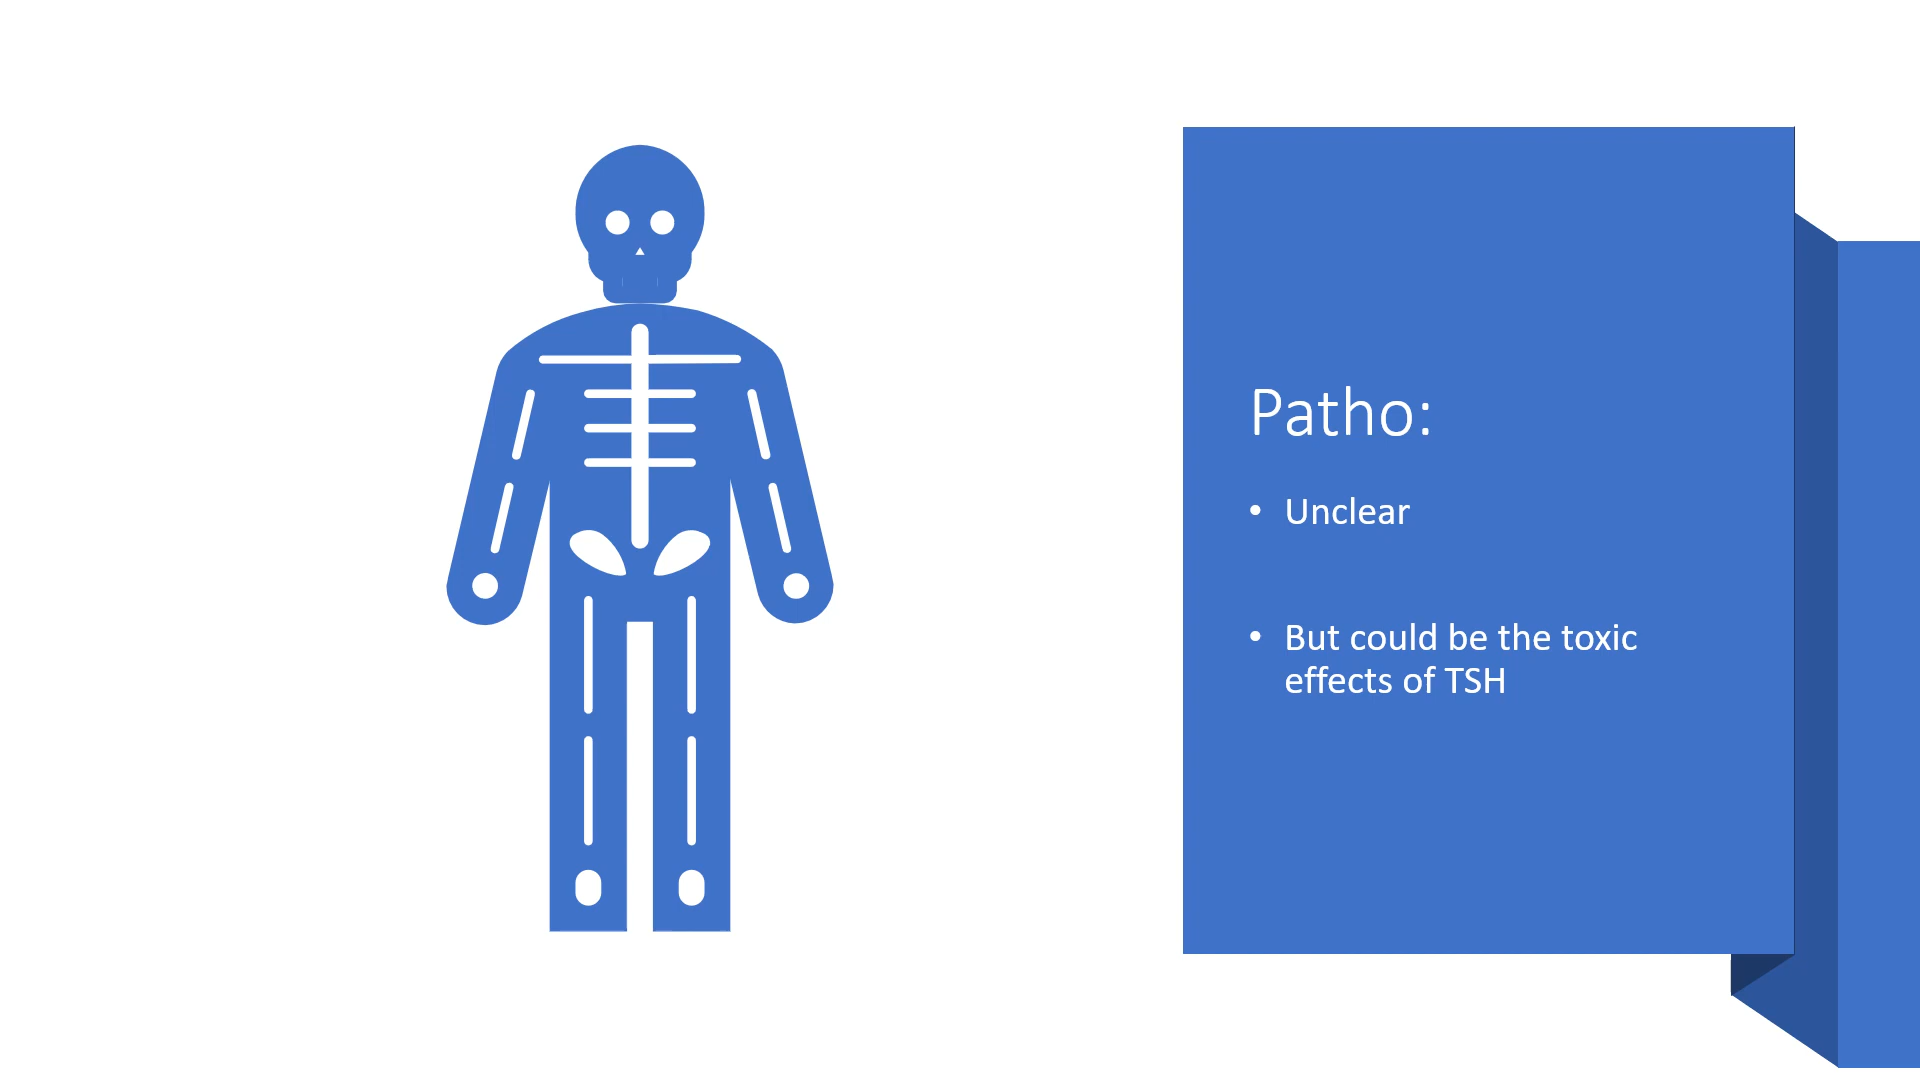 Patho:
• Unclear
• But could be the toxic
effects of TSH